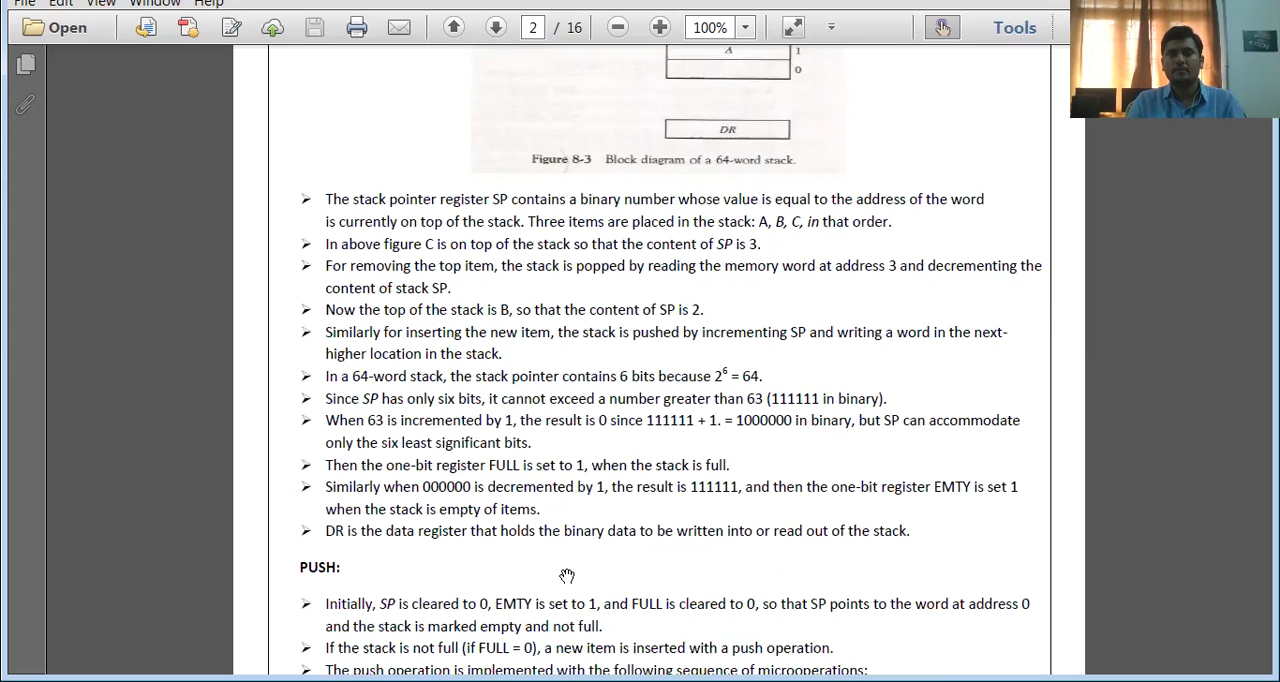 File Edit View Window Help
Open 2 / 16 100% Tools
A 1
0
DR
Figure 8-3 Block diagram of a 64-word stack.
➢ The stack pointer register SP contains a binary number whose value is equal to the address of the word
is currently on top of the stack. Three items are placed in the stack: A, B, C, in that order.
➢ In above figure C is on top of the stack so that the content of SP is 3.
➢ For removing the top item, the stack is popped by reading the memory word at address 3 and decrementing the
content of stack SP.
➢ Now the top of the stack is B, so that the content of SP is 2.
➢ Similarly for inserting the new item, the stack is pushed by incrementing SP and writing a word in the next-
higher location in the stack.
➢ In a 64-word stack, the stack pointer contains 6 bits because 2⁶ = 64.
➢ Since SP has only six bits, it cannot exceed a number greater than 63 (111111 in binary).
➢ When 63 is incremented by 1, the result is 0 since 111111 + 1. = 1000000 in binary, but SP can accommodate
only the six least significant bits.
➢ Then the one-bit register FULL is set to 1, when the stack is full.
➢ Similarly when 000000 is decremented by 1, the result is 111111, and then the one-bit register EMTY is set 1
when the stack is empty of items.
➢ DR is the data register that holds the binary data to be written into or read out of the stack.
PUSH:
➢ Initially, SP is cleared to 0, EMTY is set to 1, and FULL is cleared to 0, so that SP points to the word at address 0
and the stack is marked empty and not full.
➢ If the stack is not full (if FULL = 0), a new item is inserted with a push operation.
➢ The push operation is implemented with the following sequence of microoperations: